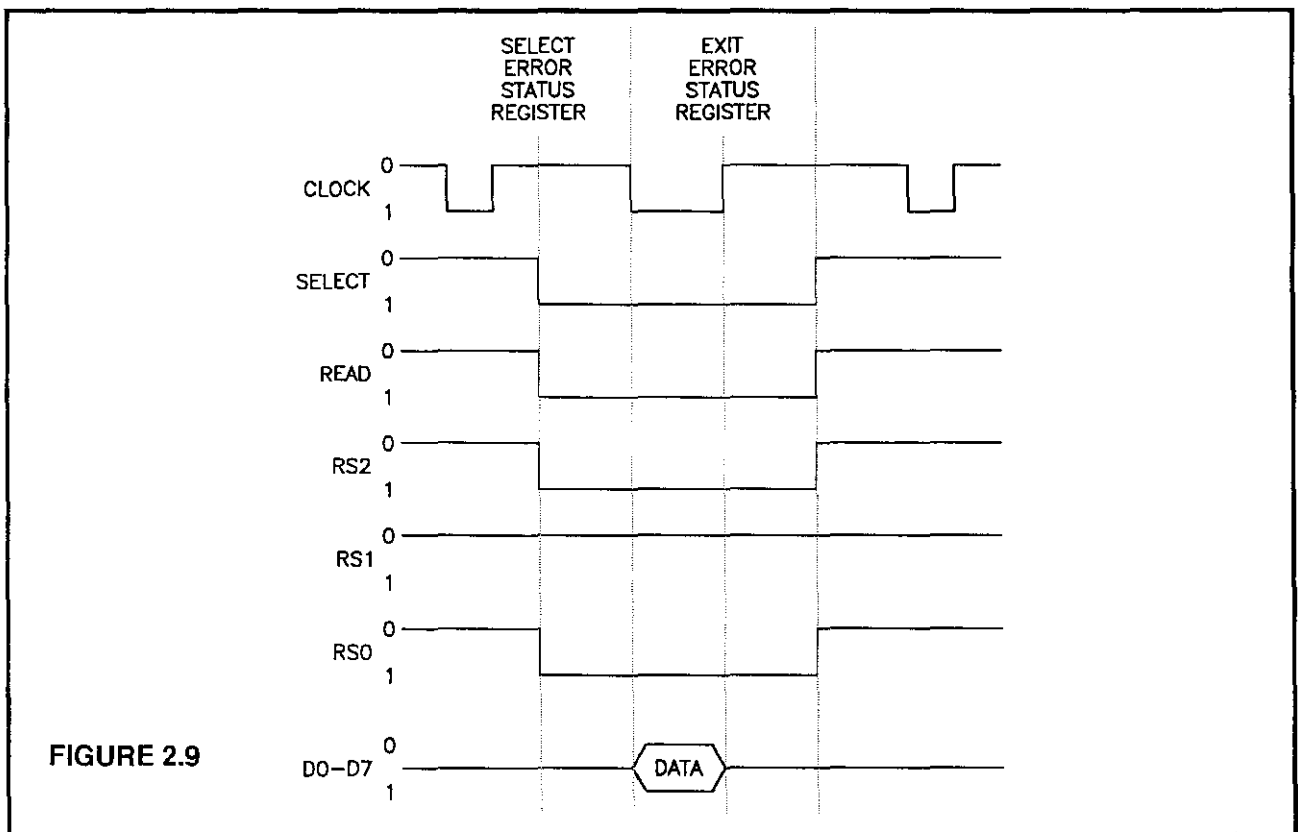 SELECT
ERROR
STATUS
REGISTER
EXIT
ERROR
STATUS
REGISTER
0
CLOCK
1
0
SELECT
1
0
READ
1
0
RS2
1
0
RS1
1
0
RS0
1
FIGURE 2.9
0
D0-D7
DATA
1